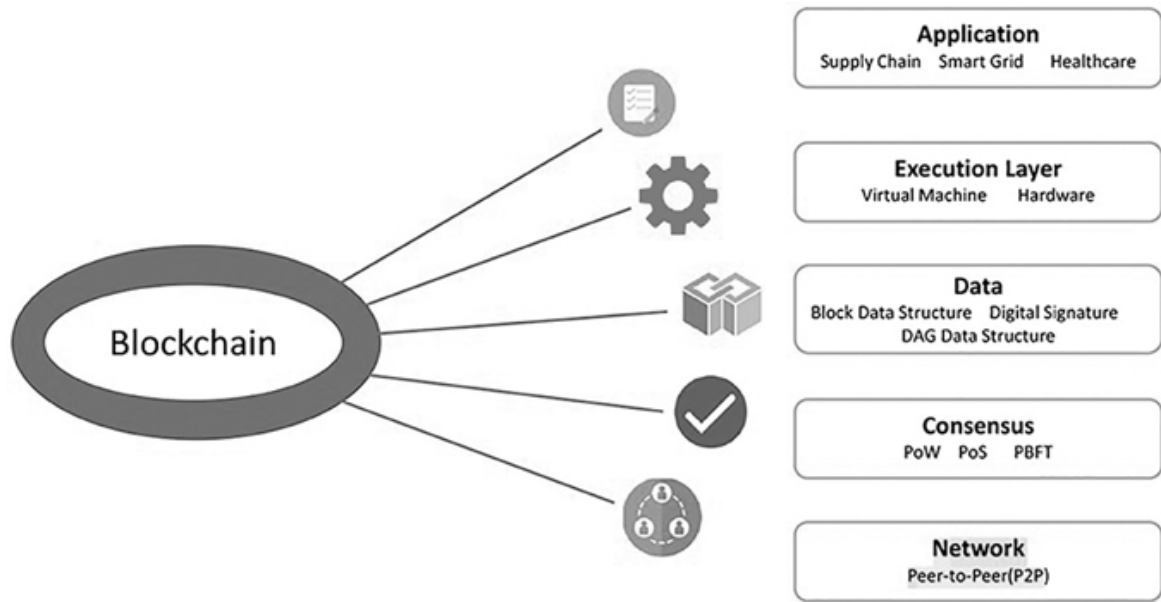 Application
Supply Chain Smart Grid Healthcare
Execution Layer
Virtual Machine Hardware
Blockchain
Data
Block Data Structure Digital Signature
DAG Data Structure
Consensus
PoW PoS PBFT
Network
Peer-to-Peer(P2P)